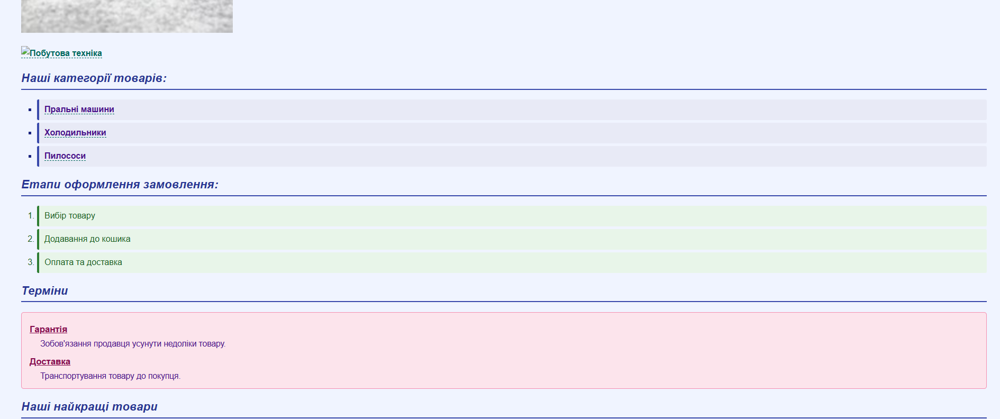 Побутова техніка
Наші категорії товарів:
Пральні машини
Холодильники
Пилососи
Етапи оформлення замовлення:
1. Вибір товару
2. Додавання до кошика
3. Оплата та доставка
Терміни
Гарантія
Зобов'язання продавця усунути недоліки товару.
Доставка
Транспортування товару до покупця.
Наші найкращі товари